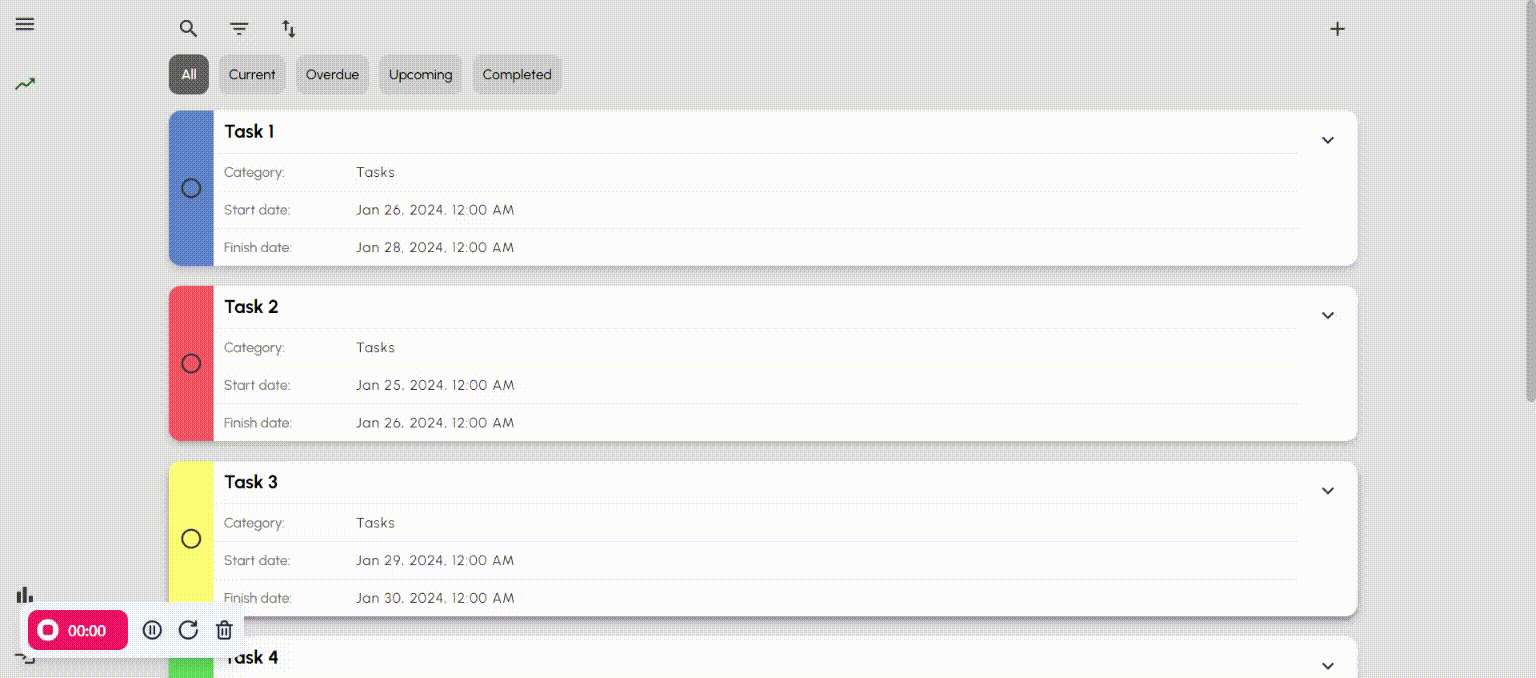 All Current Overdue Upcoming Completed
Task 1
Category: Tasks
Start date: Jan 26, 2024, 12:00 AM
Finish date: Jan 28, 2024, 12:00 AM
Task 2
Category: Tasks
Start date: Jan 25, 2024, 12:00 AM
Finish date: Jan 26, 2024, 12:00 AM
Task 3
Category: Tasks
Start date: Jan 29, 2024, 12:00 AM
Finish date: Jan 30, 2024, 12:00 AM
00:00
Task 4